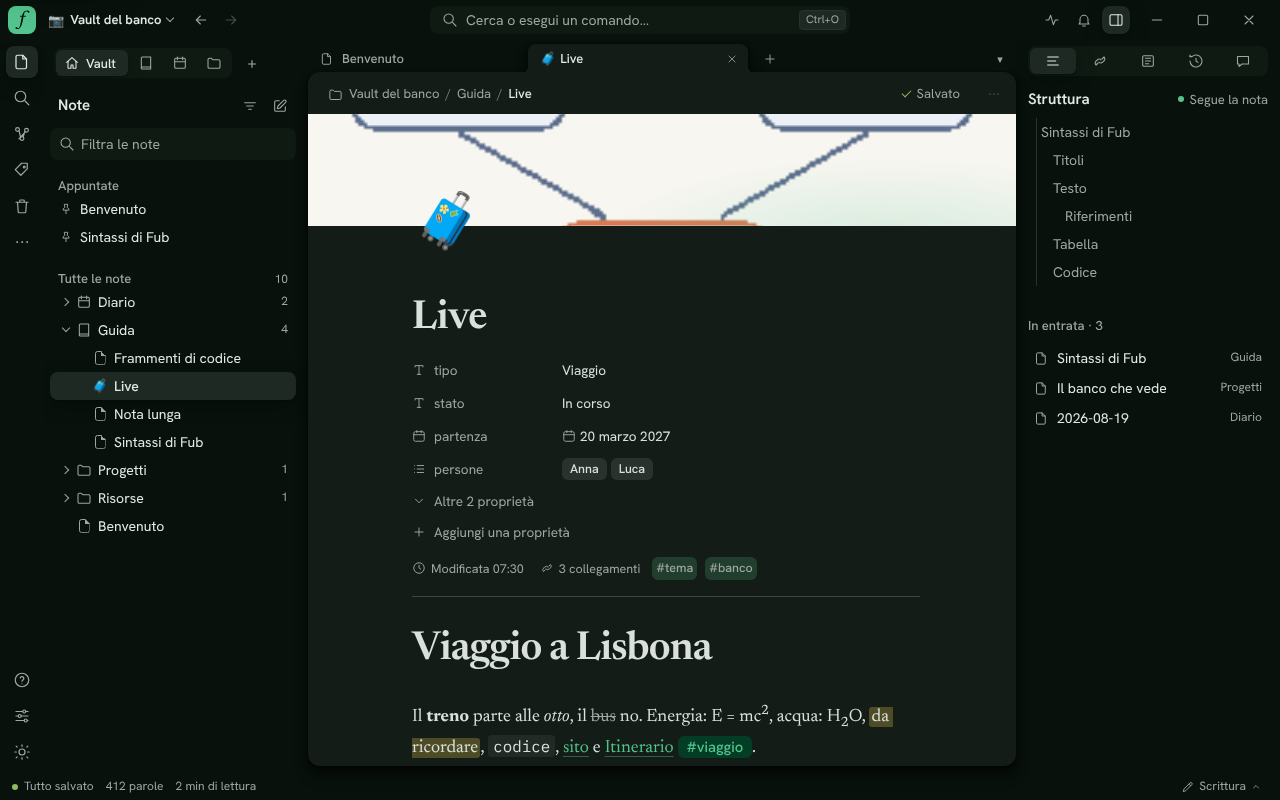 Vault del banco
Cerca o esegui un comando…
Ctrl+O
Vault
Benvenuto
Live
Note
Filtra le note
Appuntate
Benvenuto
Sintassi di Fub
Tutte le note 10
Diario 2
Guida 4
Frammenti di codice
Live
Nota lunga
Sintassi di Fub
Progetti 1
Risorse 1
Benvenuto
Vault del banco / Guida / Live
Salvato
Live
tipo Viaggio
stato In corso
partenza 20 marzo 2027
persone Anna Luca
Altre 2 proprietà
Aggiungi una proprietà
Modificata 07:30 3 collegamenti #tema #banco
Viaggio a Lisbona
Il treno parte alle otto, il bus no. Energia: E = mc², acqua: H₂O, da
ricordare, codice, sito e Itinerario #viaggio.
Struttura
Segue la nota
Sintassi di Fub
Titoli
Testo
Riferimenti
Tabella
Codice
In entrata · 3
Sintassi di Fub Guida
Il banco che vede Progetti
2026-08-19 Diario
Tutto salvato 412 parole 2 min di lettura
Scrittura